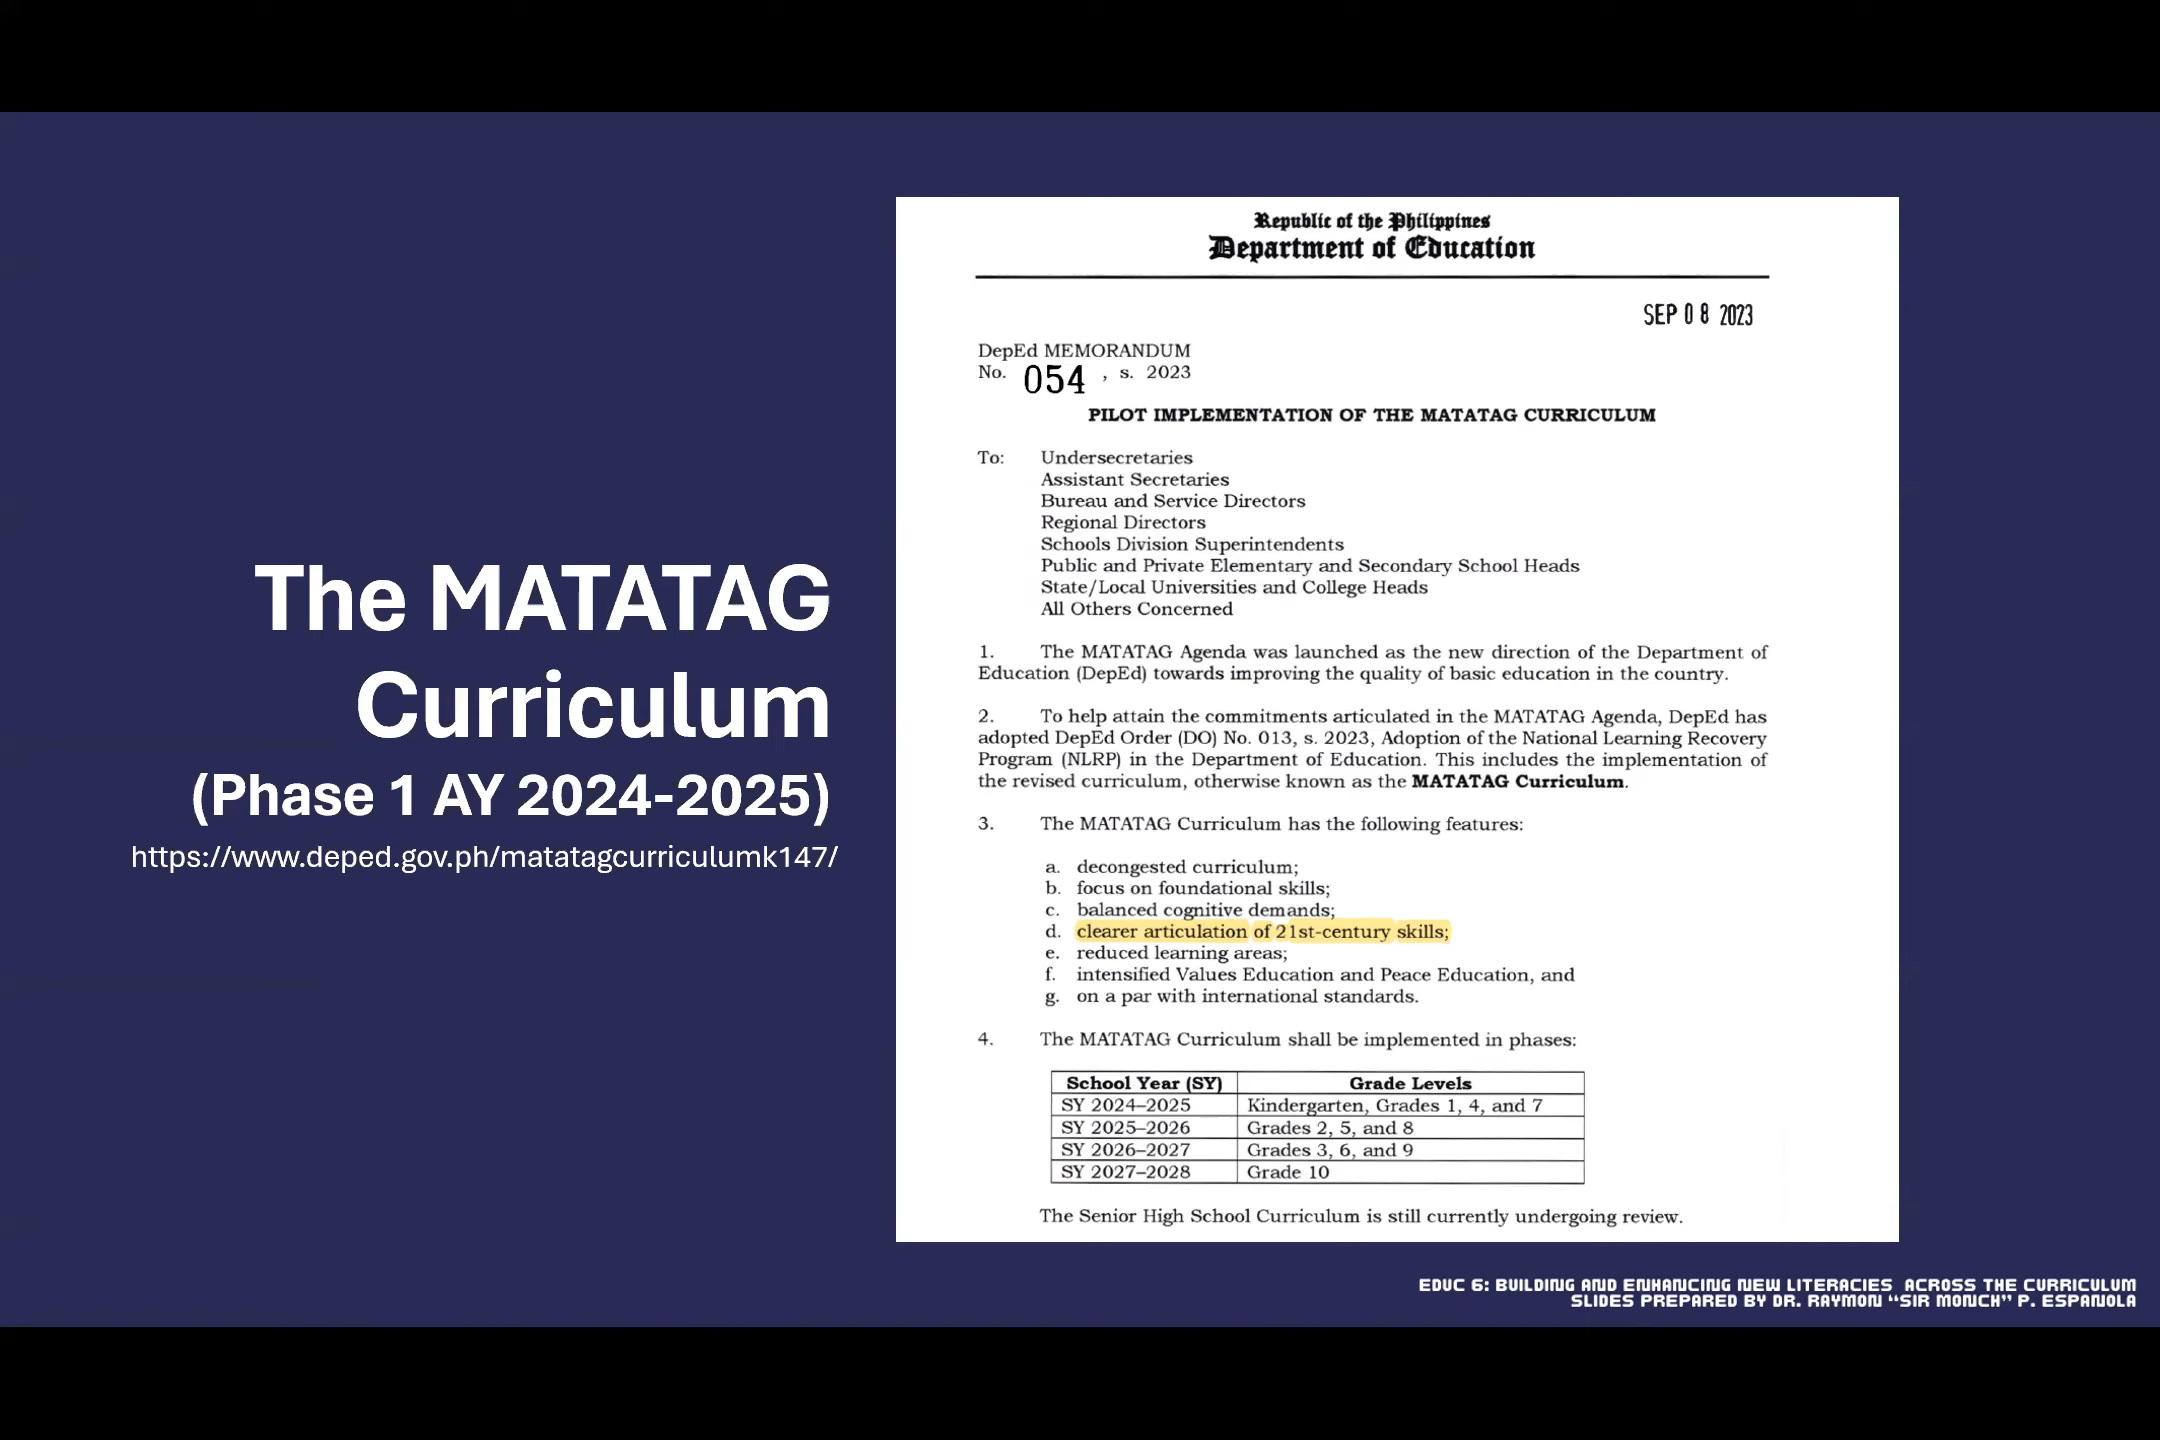 The MATATAG
Curriculum
(Phase 1 AY 2024-2025)
https://www.deped.gov.ph/matatagcurriculumk147/
Republic of the Philippines
Department of Education
SEP 08 2023
DepEd MEMORANDUM
No. 054 , s. 2023
PILOT IMPLEMENTATION OF THE MATATAG CURRICULUM
To: Undersecretaries
Assistant Secretaries
Bureau and Service Directors
Regional Directors
Schools Division Superintendents
Public and Private Elementary and Secondary School Heads
State/Local Universities and College Heads
All Others Concerned
1. The MATATAG Agenda was launched as the new direction of the Department of
Education (DepEd) towards improving the quality of basic education in the country.
2. To help attain the commitments articulated in the MATATAG Agenda, DepEd has
adopted DepEd Order (DO) No. 013, s. 2023, Adoption of the National Learning Recovery
Program (NLRP) in the Department of Education. This includes the implementation of
the revised curriculum, otherwise known as the MATATAG Curriculum.
3. The MATATAG Curriculum has the following features:
a. decongested curriculum;
b. focus on foundational skills;
c. balanced cognitive demands;
d. clearer articulation of 21st-century skills;
e. reduced learning areas;
f. intensified Values Education and Peace Education, and
g. on a par with international standards.
4. The MATATAG Curriculum shall be implemented in phases:
School Year (SY) Grade Levels
SY 2024–2025 Kindergarten, Grades 1, 4, and 7
SY 2025–2026 Grades 2, 5, and 8
SY 2026–2027 Grades 3, 6, and 9
SY 2027–2028 Grade 10
The Senior High School Curriculum is still currently undergoing review.
EDUC 6: BUILDING AND ENHANCING NEW LITERACIES ACROSS THE CURRICULUM
SLIDES PREPARED BY DR. RAYMON “SIR MONCH” P. ESPANOLA